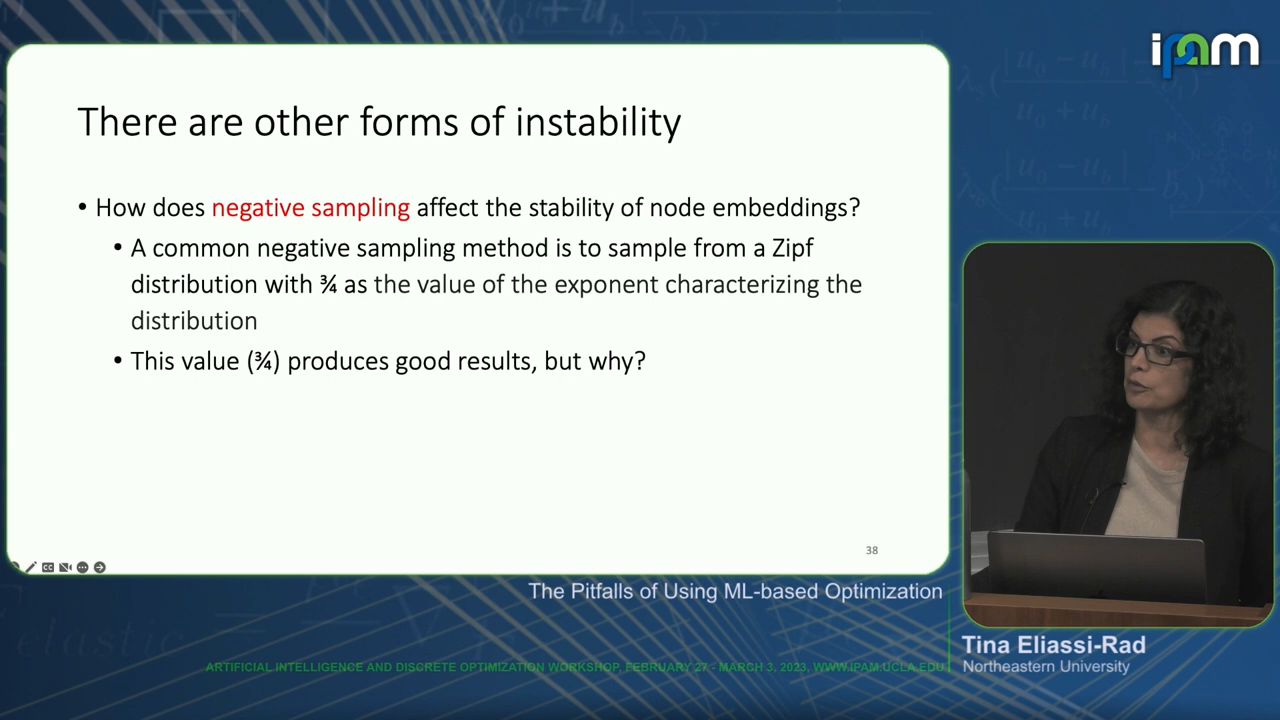 ipam
There are other forms of instability
• How does negative sampling affect the stability of node embeddings?
• A common negative sampling method is to sample from a Zipf
distribution with ¾ as the value of the exponent characterizing the
distribution
• This value (¾) produces good results, but why?
38
The Pitfalls of Using ML-based Optimization
Tina Eliassi-Rad
Northeastern University
ARTIFICIAL INTELLIGENCE AND DISCRETE OPTIMIZATION WORKSHOP, FEBRUARY 27 - MARCH 3, 2023, WWW.IPAM.UCLA.EDU
elastic